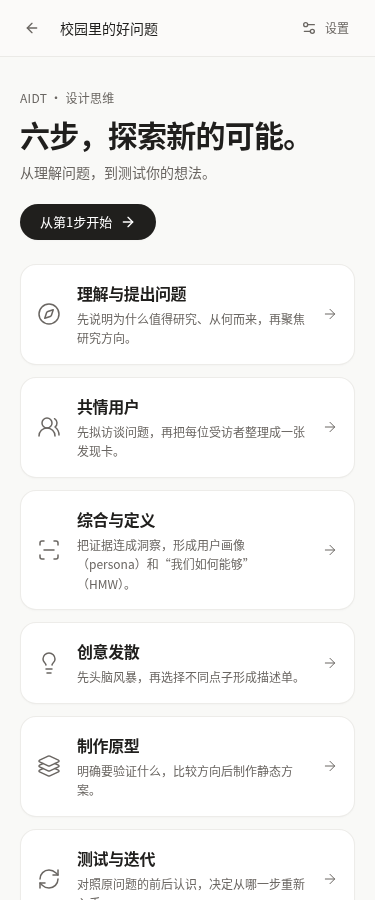 校园里的好问题
设置
AIDT · 设计思维
六步，探索新的可能。
从理解问题，到测试你的想法。
从第1步开始
理解与提出问题
先说明为什么值得研究、从何而来，再聚焦
研究方向。
共情用户
先拟访谈问题，再把每位受访者整理成一张
发现卡。
综合与定义
把证据连成洞察，形成用户画像
（persona）和“我们如何能够”
（HMW）。
创意发散
先头脑风暴，再选择不同点子形成描述单。
制作原型
明确要验证什么，比较方向后制作静态方
案。
测试与迭代
对照原问题的前后认识，决定从哪一步重新